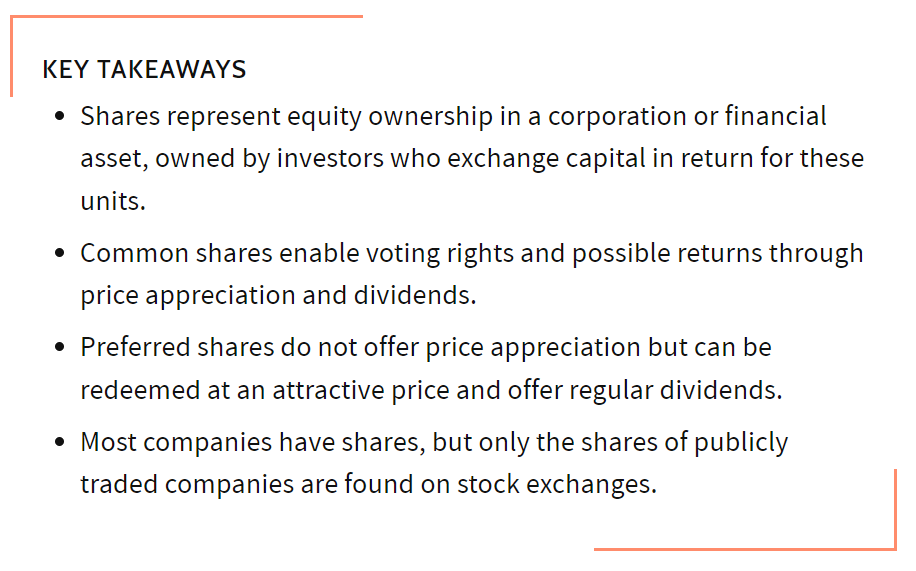 KEY TAKEAWAYS
• Shares represent equity ownership in a corporation or financial
asset, owned by investors who exchange capital in return for these
units.
• Common shares enable voting rights and possible returns through
price appreciation and dividends.
• Preferred shares do not offer price appreciation but can be
redeemed at an attractive price and offer regular dividends.
• Most companies have shares, but only the shares of publicly
traded companies are found on stock exchanges.